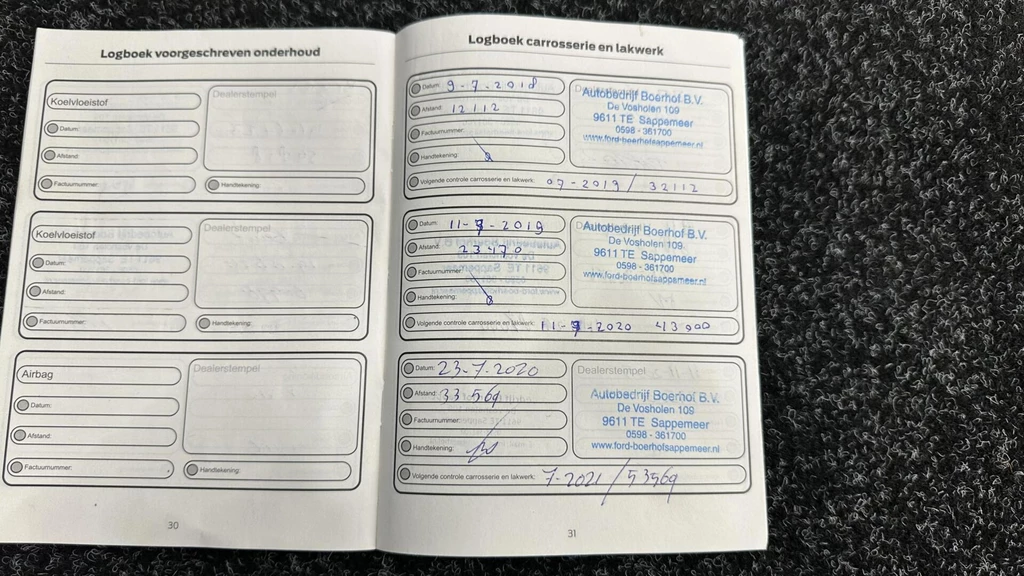 Logboek voorgeschreven onderhoud
Koelvloeistof
Dealerstempel
Datum:
Afstand:
Factuurnummer:
Handtekening:
Koelvloeistof
Dealerstempel
Datum:
Afstand:
Factuurnummer:
Handtekening:
Airbag
Dealerstempel
Datum:
Afstand:
Factuurnummer:
Handtekening:
30
Logboek carrosserie en lakwerk
Datum: 9-7-2018
Afstand: 12112
Factuurnummer:
Handtekening:
Autobedrijf Boerhof B.V.
De Vosholen 109
9611 TE Sappemeer
0598 - 361700
www.ford-boerhofsappemeer.nl
Volgende controle carrosserie en lakwerk: 07-2019 / 32112
Datum: 11-7-2019
Afstand: 23470
Factuurnummer:
Handtekening:
Autobedrijf Boerhof B.V.
De Vosholen 109
9611 TE Sappemeer
0598 - 361700
www.ford-boerhofsappemeer.nl
Volgende controle carrosserie en lakwerk: 11-7-2020 43000
Datum: 23-7-2020
Afstand: 33569
Factuurnummer:
Handtekening:
Dealerstempel
Autobedrijf Boerhof B.V.
De Vosholen 109
9611 TE Sappemeer
0598 - 361700
www.ford-boerhofsappemeer.nl
Volgende controle carrosserie en lakwerk: 7-2021 / 53569
31